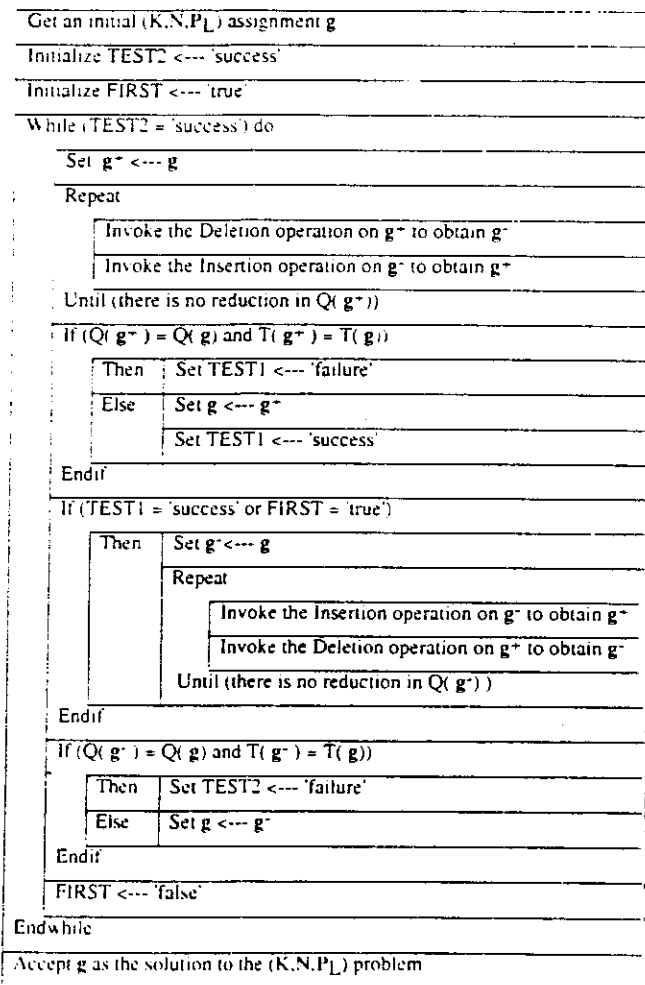 Get an initial (K,N,PL) assignment g
Initialize TEST2 <--- 'success'
Initialize FIRST <--- 'true'
While (TEST2 = 'success') do
Set g+ <--- g
Repeat
Invoke the Deletion operation on g+ to obtain g-
Invoke the Insertion operation on g- to obtain g+
Until (there is no reduction in Q( g+))
If (Q( g+ ) = Q( g) and T( g+ ) = T( g))
Then Set TEST1 <--- 'failure'
Else Set g <--- g+
Set TEST1 <--- 'success'
Endif
If (TEST1 = 'success' or FIRST = 'true')
Then Set g-<--- g
Repeat
Invoke the Insertion operation on g- to obtain g+
Invoke the Deletion operation on g+ to obtain g-
Until (there is no reduction in Q( g-) )
Endif
If (Q( g- ) = Q( g) and T( g- ) = T( g))
Then Set TEST2 <--- 'failure'
Else Set g <--- g-
Endif
FIRST <--- 'false'
Endwhile
Accept g as the solution to the (K,N,PL) problem